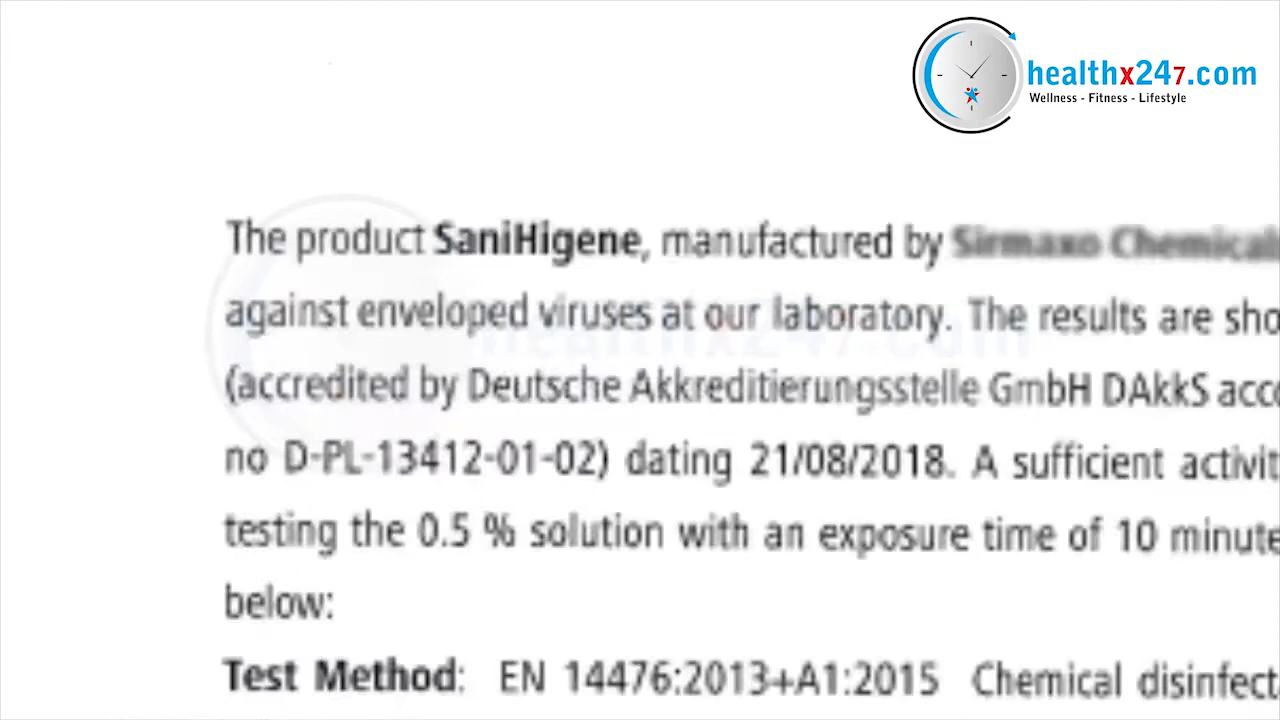 healthx247.com
Wellness - Fitness - Lifestyle
The product SaniHigene, manufactured by Sirmaxo Chemicals
against enveloped viruses at our laboratory. The results are sho
(accredited by Deutsche Akkreditierungsstelle GmbH DAkkS acco
no D-PL-13412-01-02) dating 21/08/2018. A sufficient activit
testing the 0.5 % solution with an exposure time of 10 minute
below:
Test Method: EN 14476:2013+A1:2015 Chemical disinfect